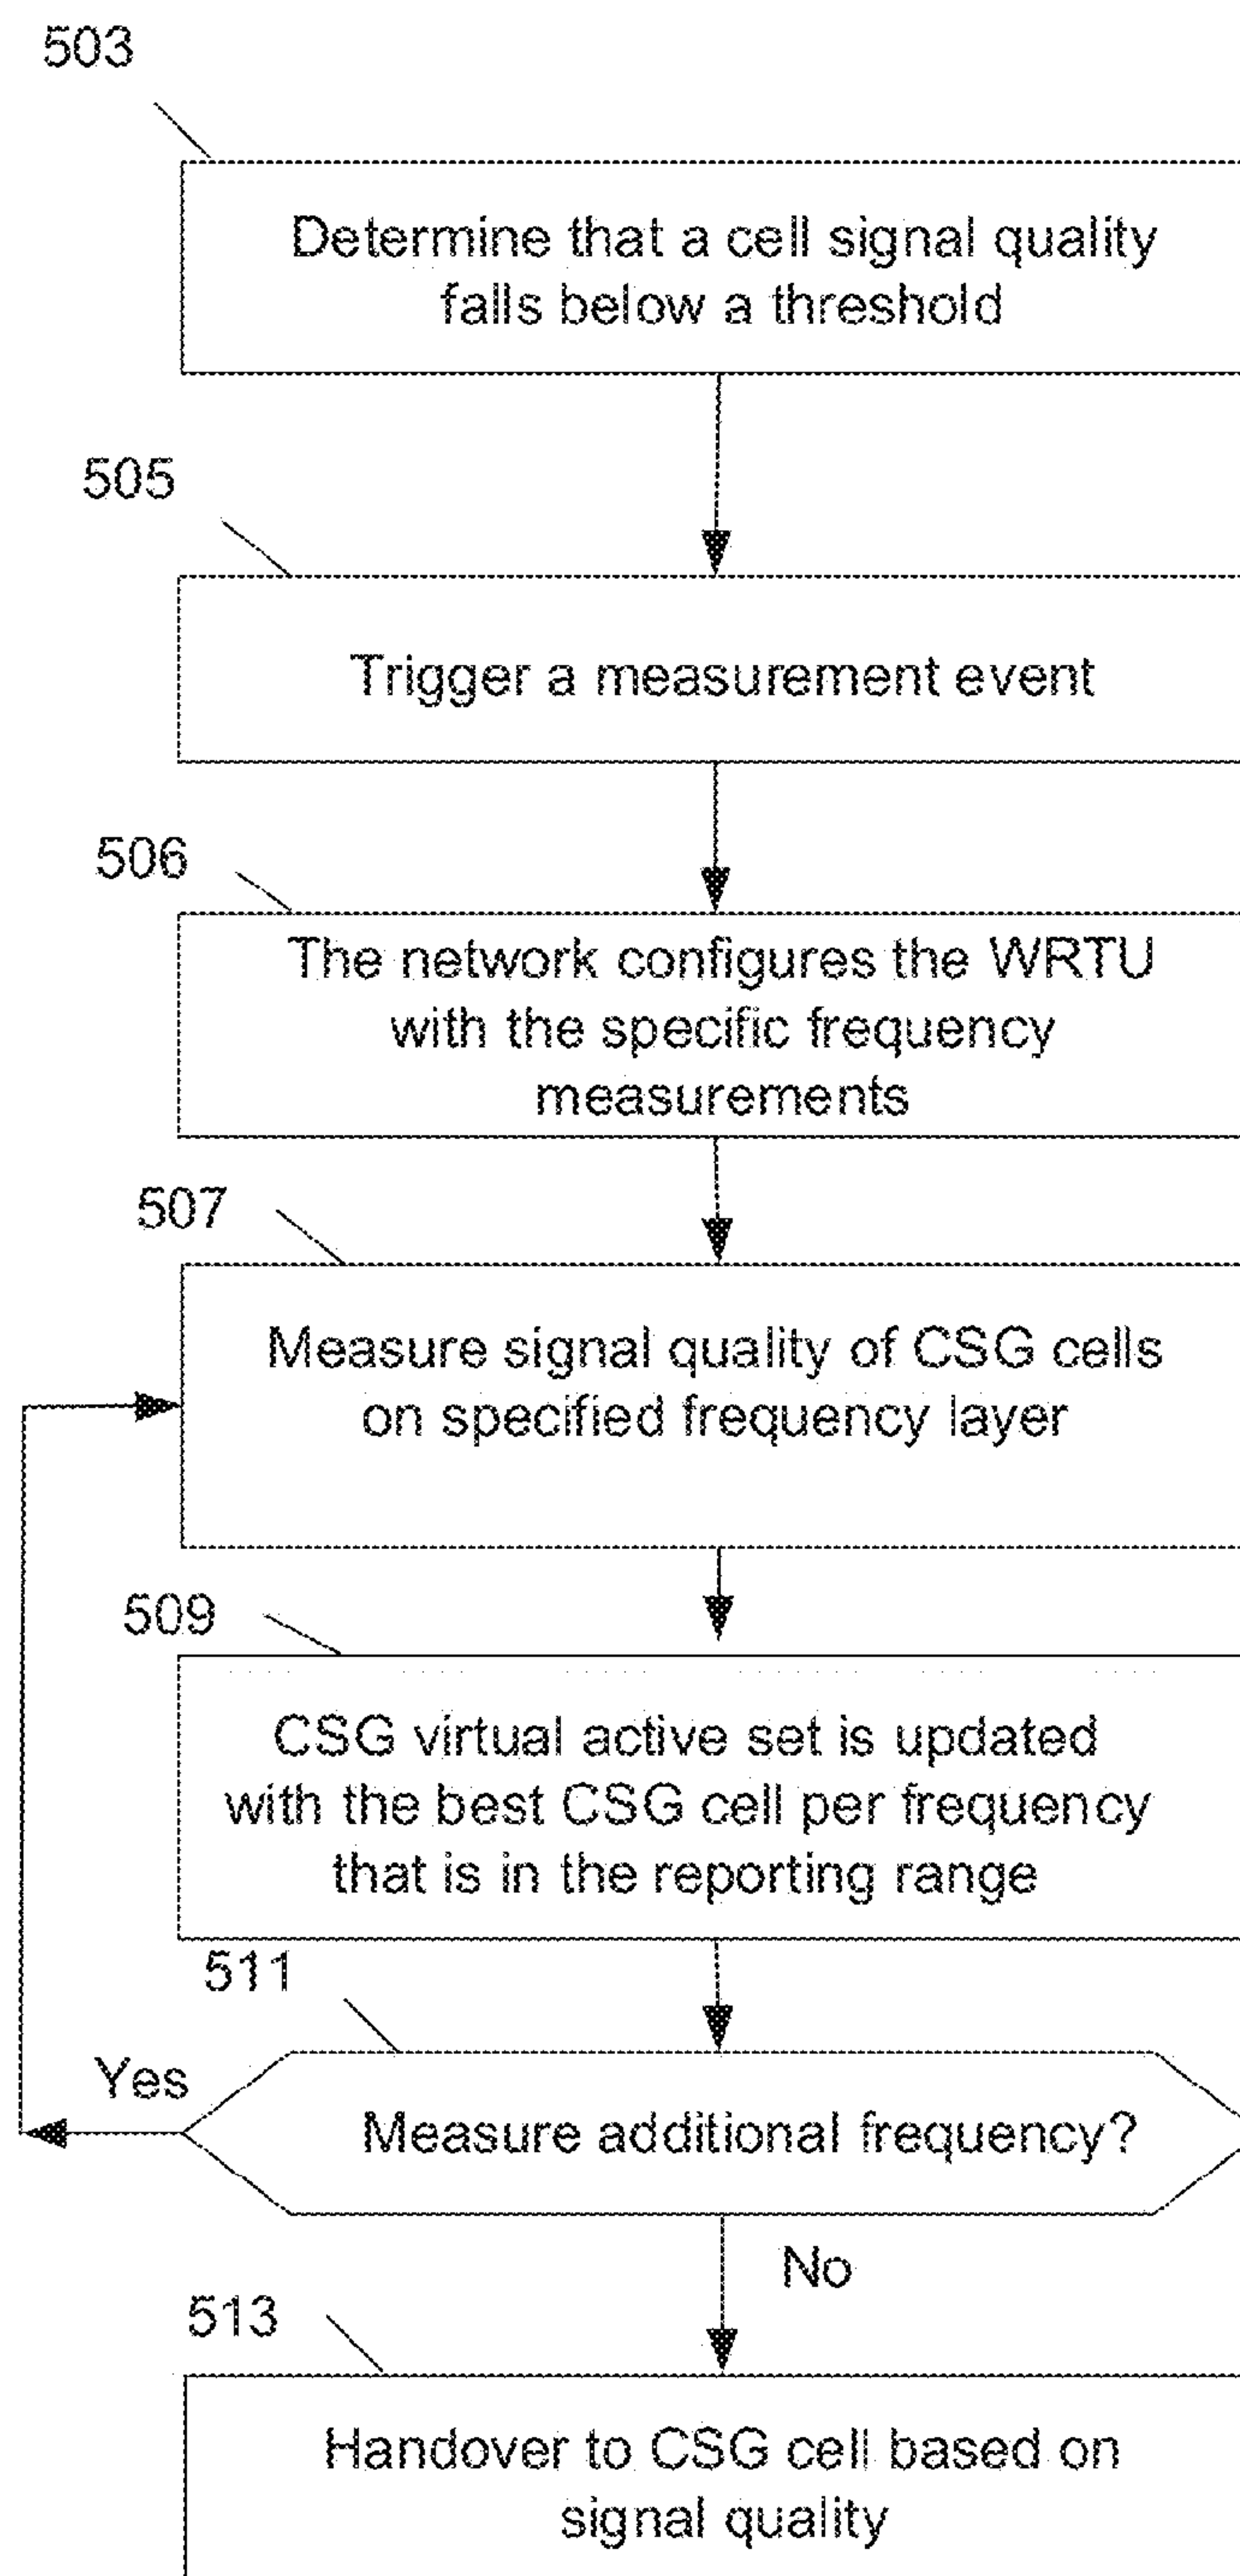 503
Determine that a cell signal quality
falls below a threshold
505
Trigger a measurement event
506
The network configures the WRTU
with the specific frequency
measurements
507
Measure signal quality of CSG cells
on specified frequency layer
509
CSG virtual active set is updated
with the best CSG cell per frequency
that is in the reporting range
511
Yes
Measure additional frequency?
No
513
Handover to CSG cell based on
signal quality